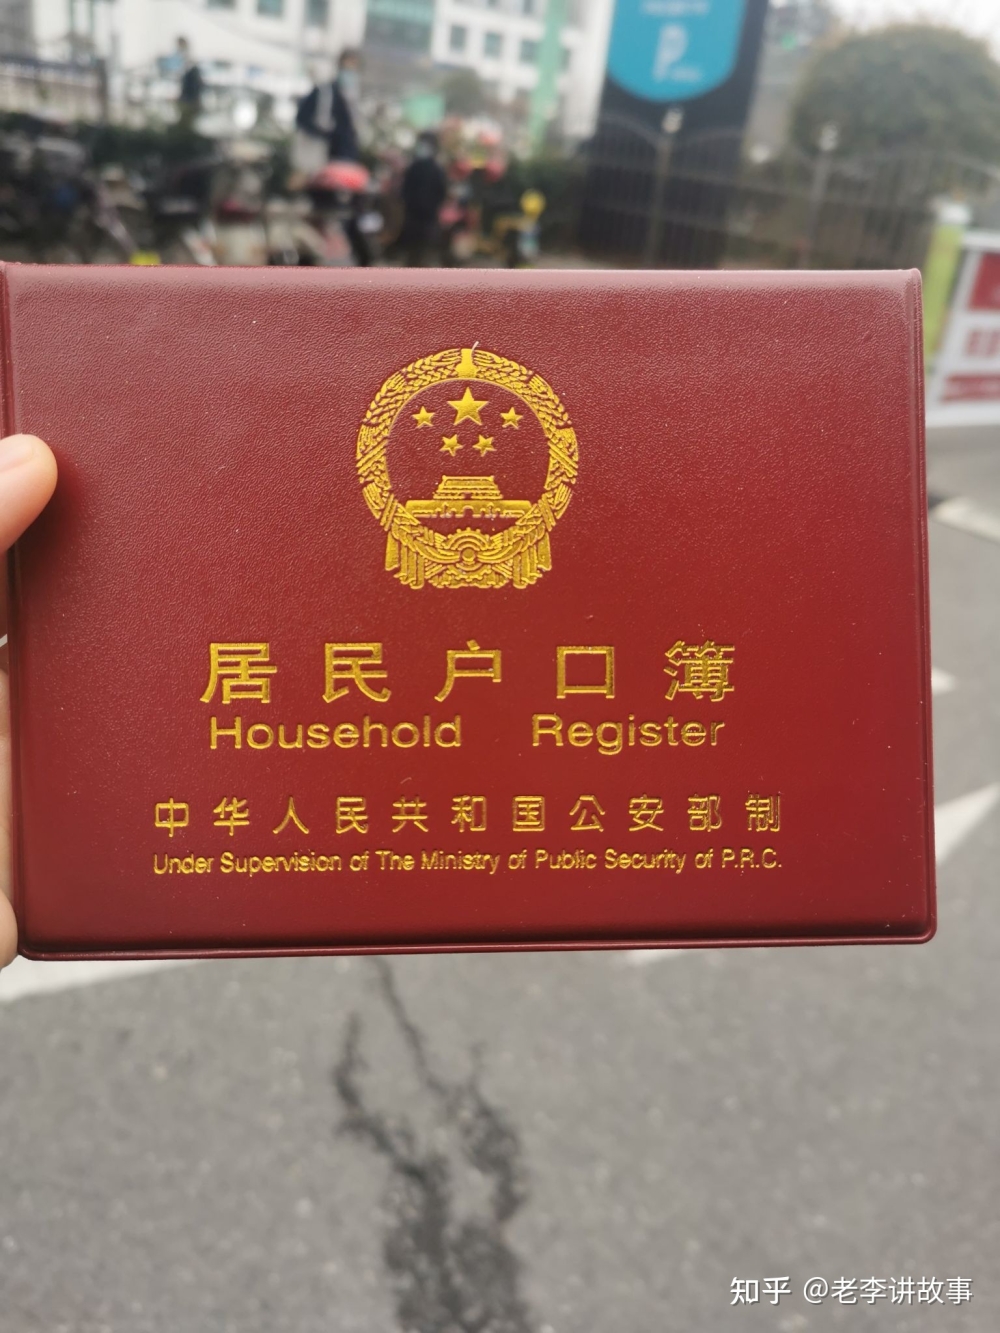 居民户口簿
Household Register
中华人民共和国公安部制
Under Supervision of The Ministry of Public Security of P.R.C.
知乎 @老李讲故事